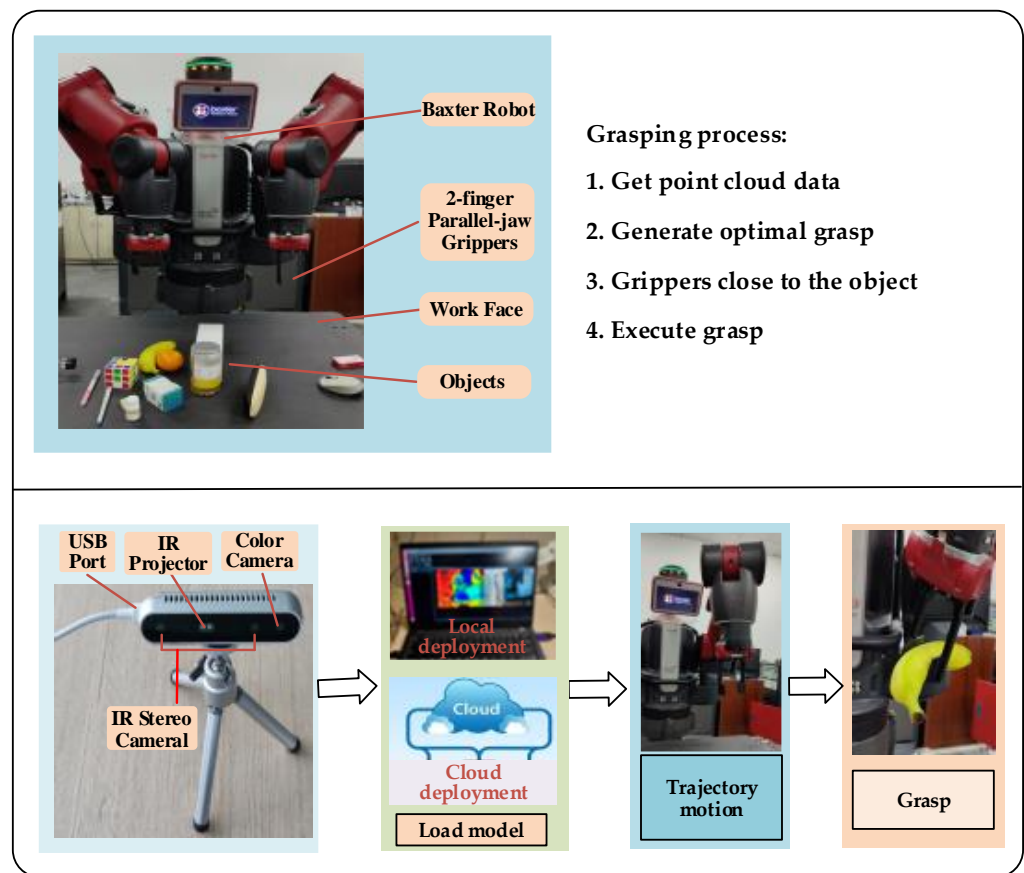 baxter
Baxter Robot
2-finger
Parallel-jaw
Grippers
Work Face
Objects
Grasping process:
1. Get point cloud data
2. Generate optimal grasp
3. Grippers close to the object
4. Execute grasp
USB
Port
IR
Projector
Color
Camera
IR Stereo
Cameral
Local
deployment
Cloud
Cloud
deployment
Load model
Trajectory
motion
Grasp